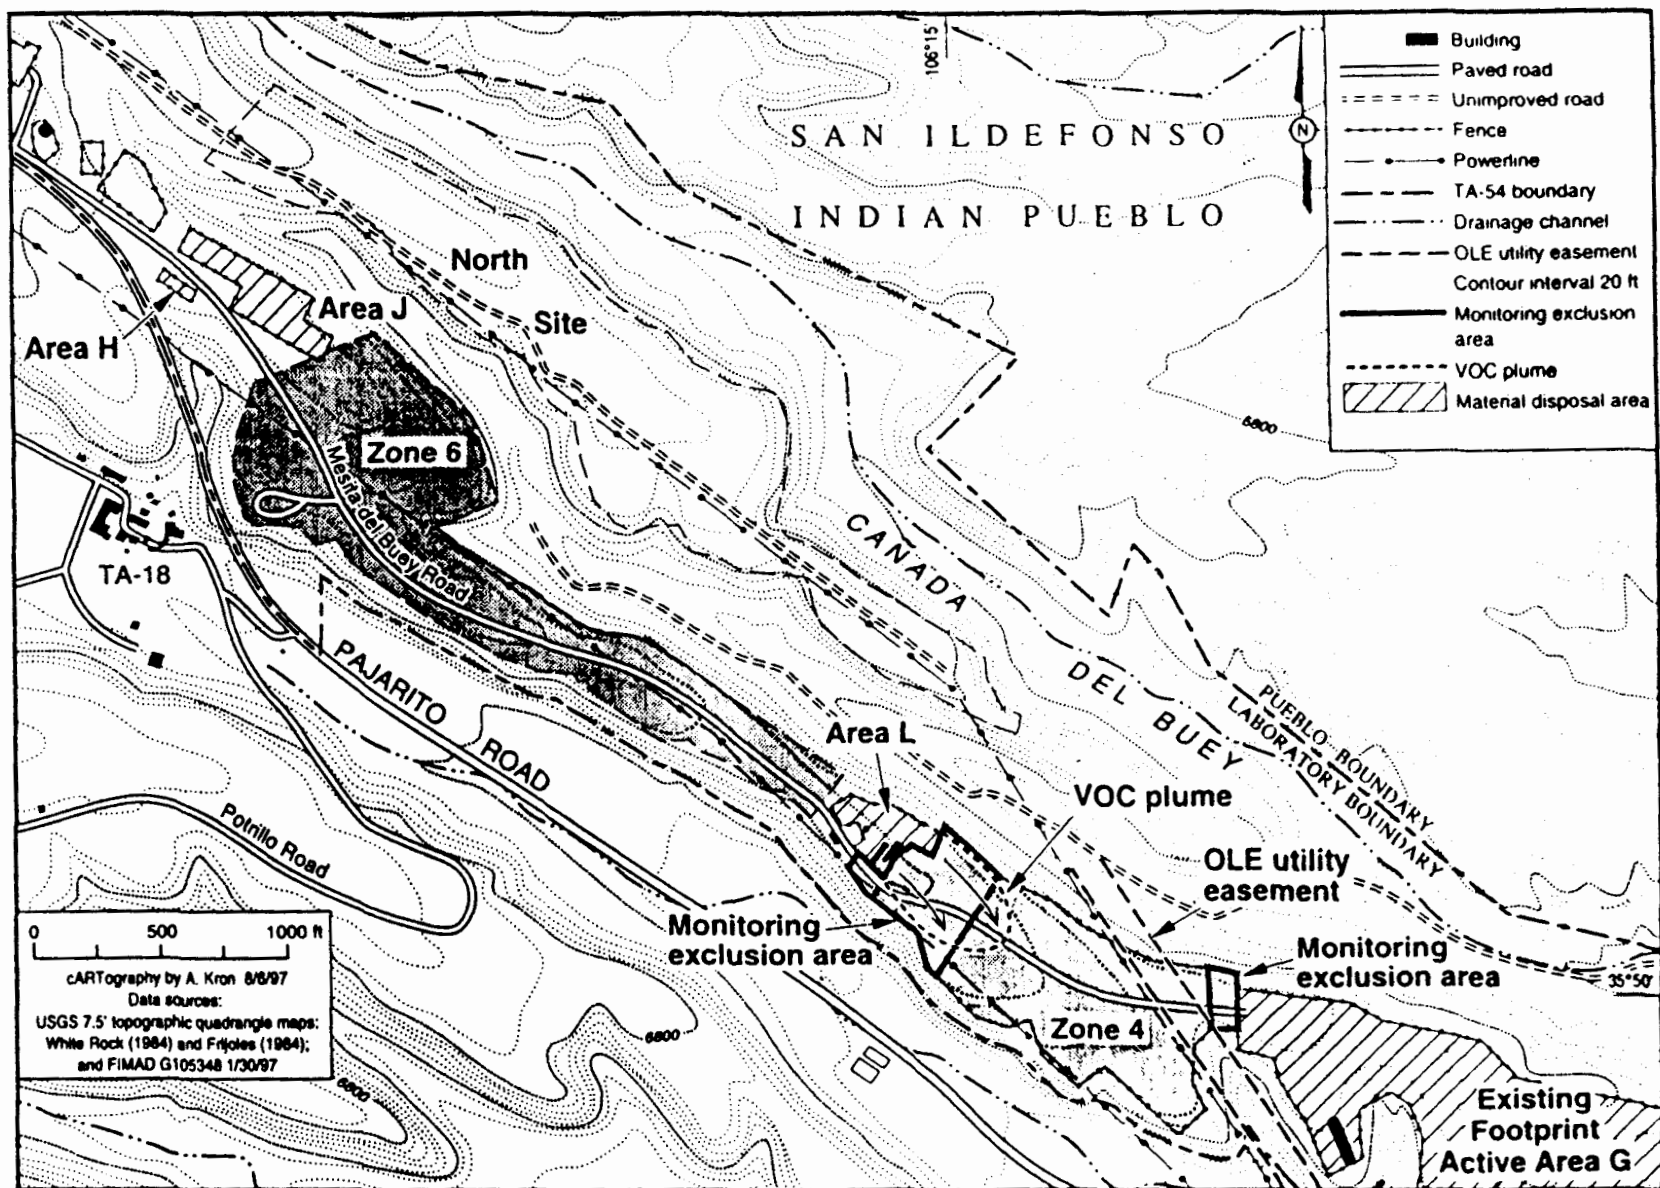 106°15'
SAN ILDEFONSO
INDIAN PUEBLO
N
Building
Paved road
Unimproved road
Fence
Powerline
TA-54 boundary
Drainage channel
OLE utility easement
Contour interval 20 ft
Monitoring exclusion
area
VOC plume
Material disposal area
North
Site
Area J
Area H
Zone 6
Mesita del Buey Road
6800
TA-18
CANADA
DEL BUEY
PAJARITO
ROAD
PUEBLO BOUNDARY
LABORATORY BOUNDARY
Area L
VOC plume
Potrillo Road
OLE utility
easement
Monitoring
exclusion area
Monitoring
exclusion area
35°50'
Zone 4
6800
6800
Existing
Footprint
Active Area G
0 500 1000 ft
cARTography by A. Kron 8/6/97
Data sources:
USGS 7.5' topographic quadrangle maps:
White Rock (1984) and Frijoles (1984);
and FIMAD G105348 1/30/97